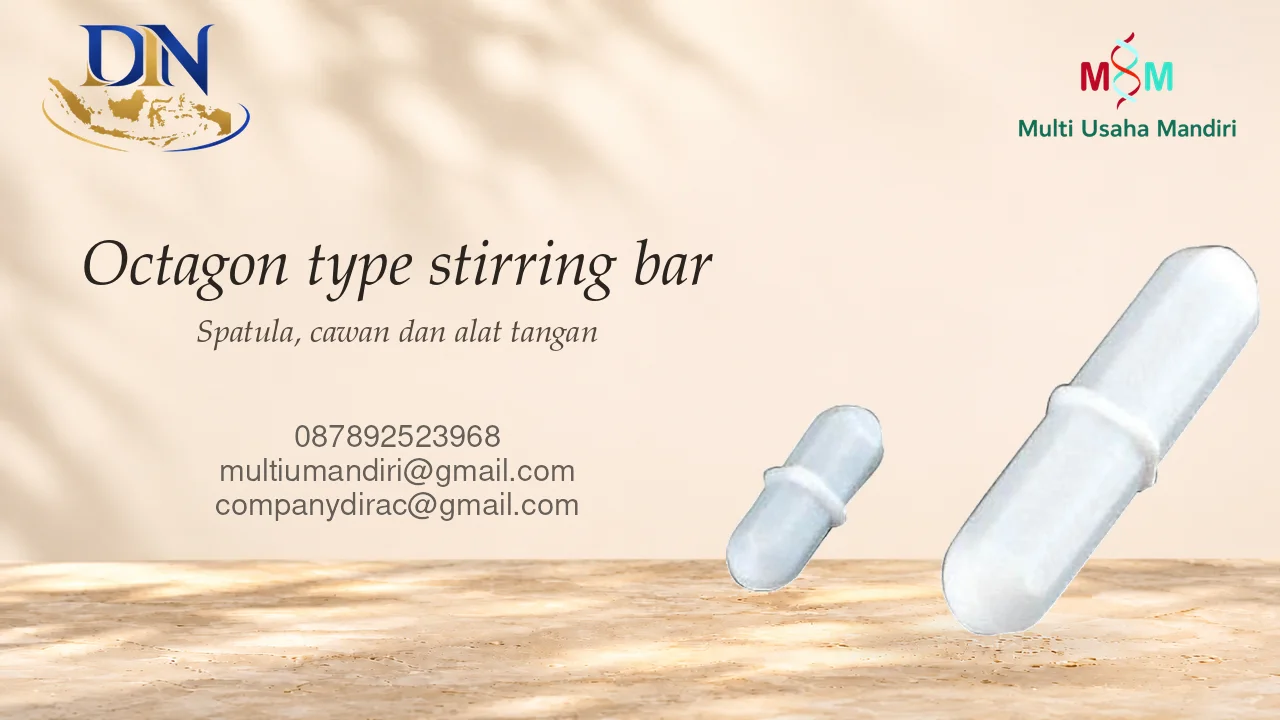 DN
MSM
Multi Usaha Mandiri
Octagon type stirring bar
Spatula, cawan dan alat tangan
087892523968
multiumandiri@gmail.com
companydirac@gmail.com